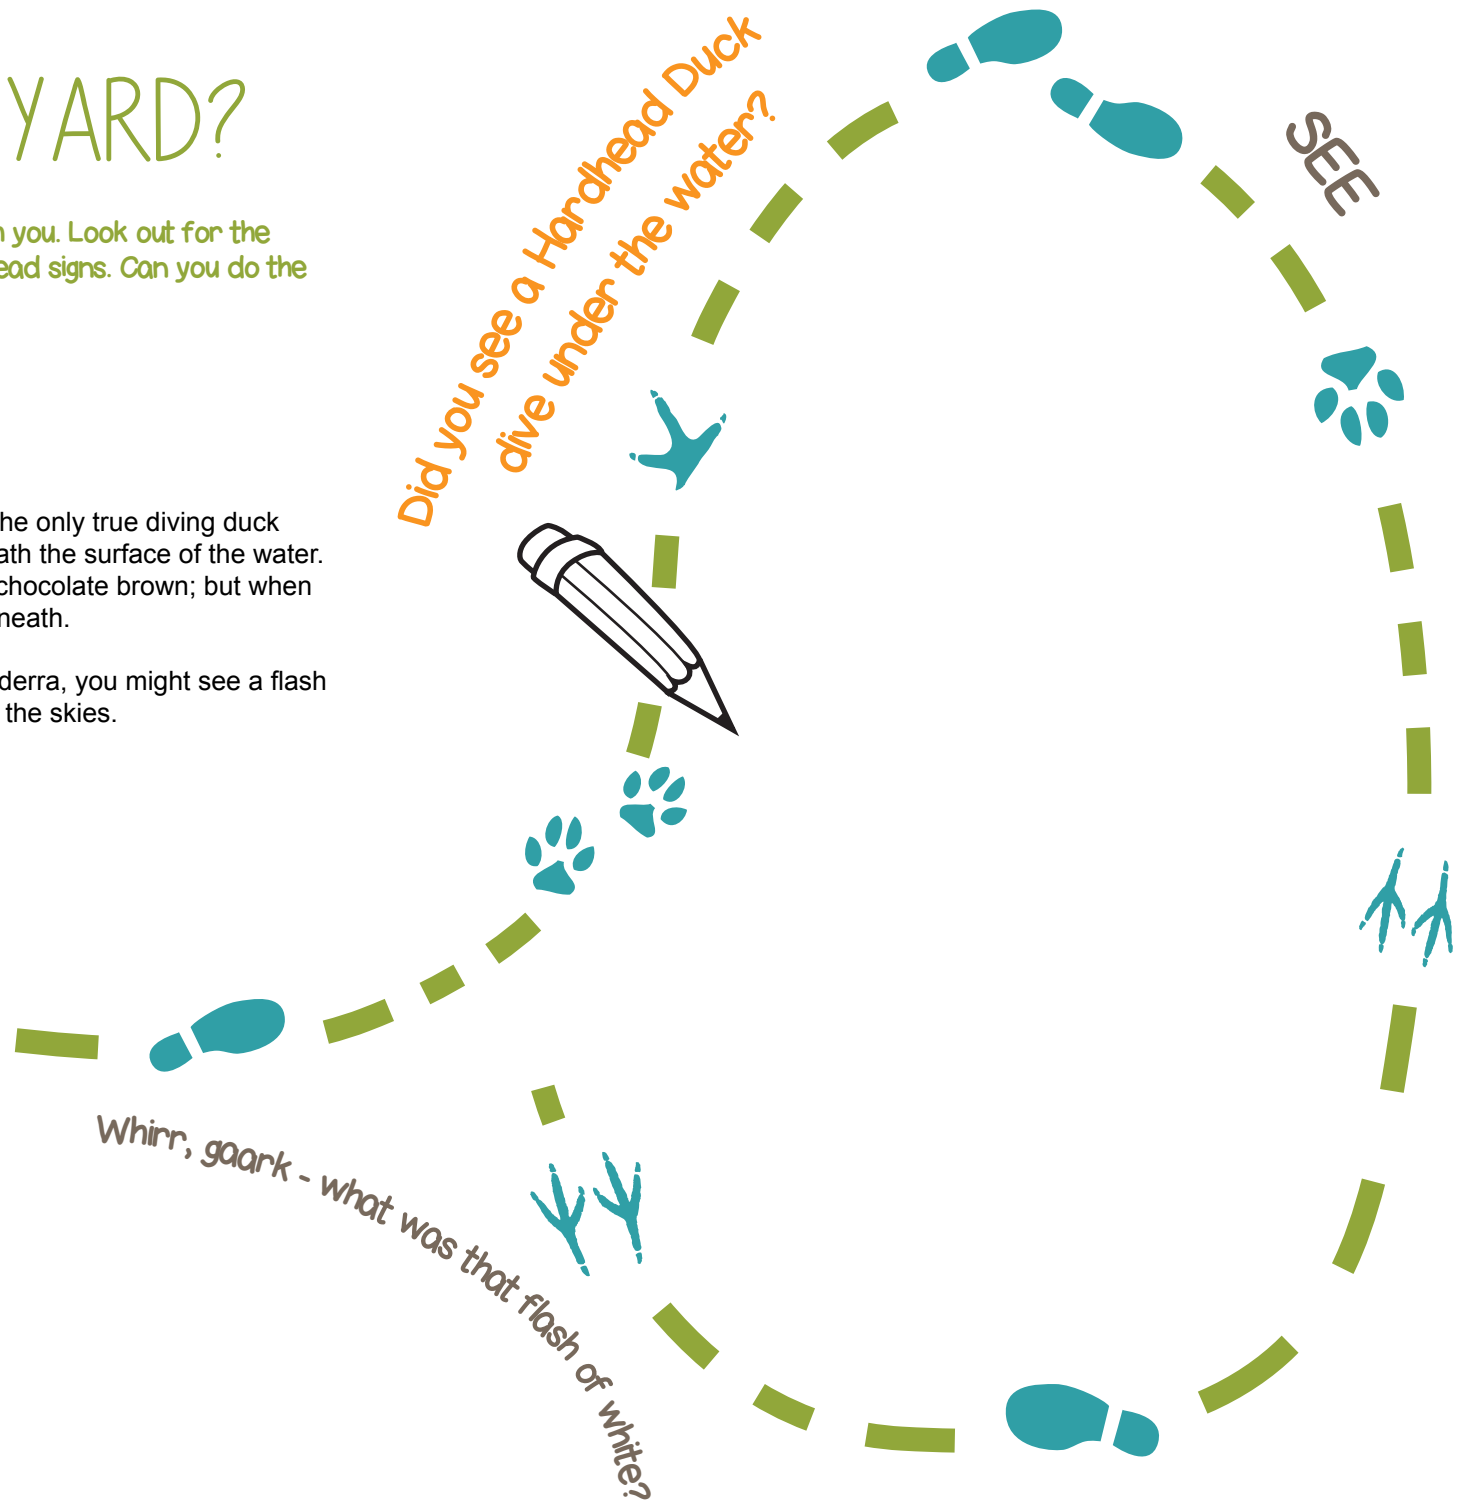 YARD?
n you. Look out for the
ead signs. Can you do the
he only true diving duck
ath the surface of the water.
chocolate brown; but when
neath.
derra, you might see a flash
the skies.
Did you see a Hardhead Duck
dive under the water?
SEE
Whirr, gaark - what was that flash of white?